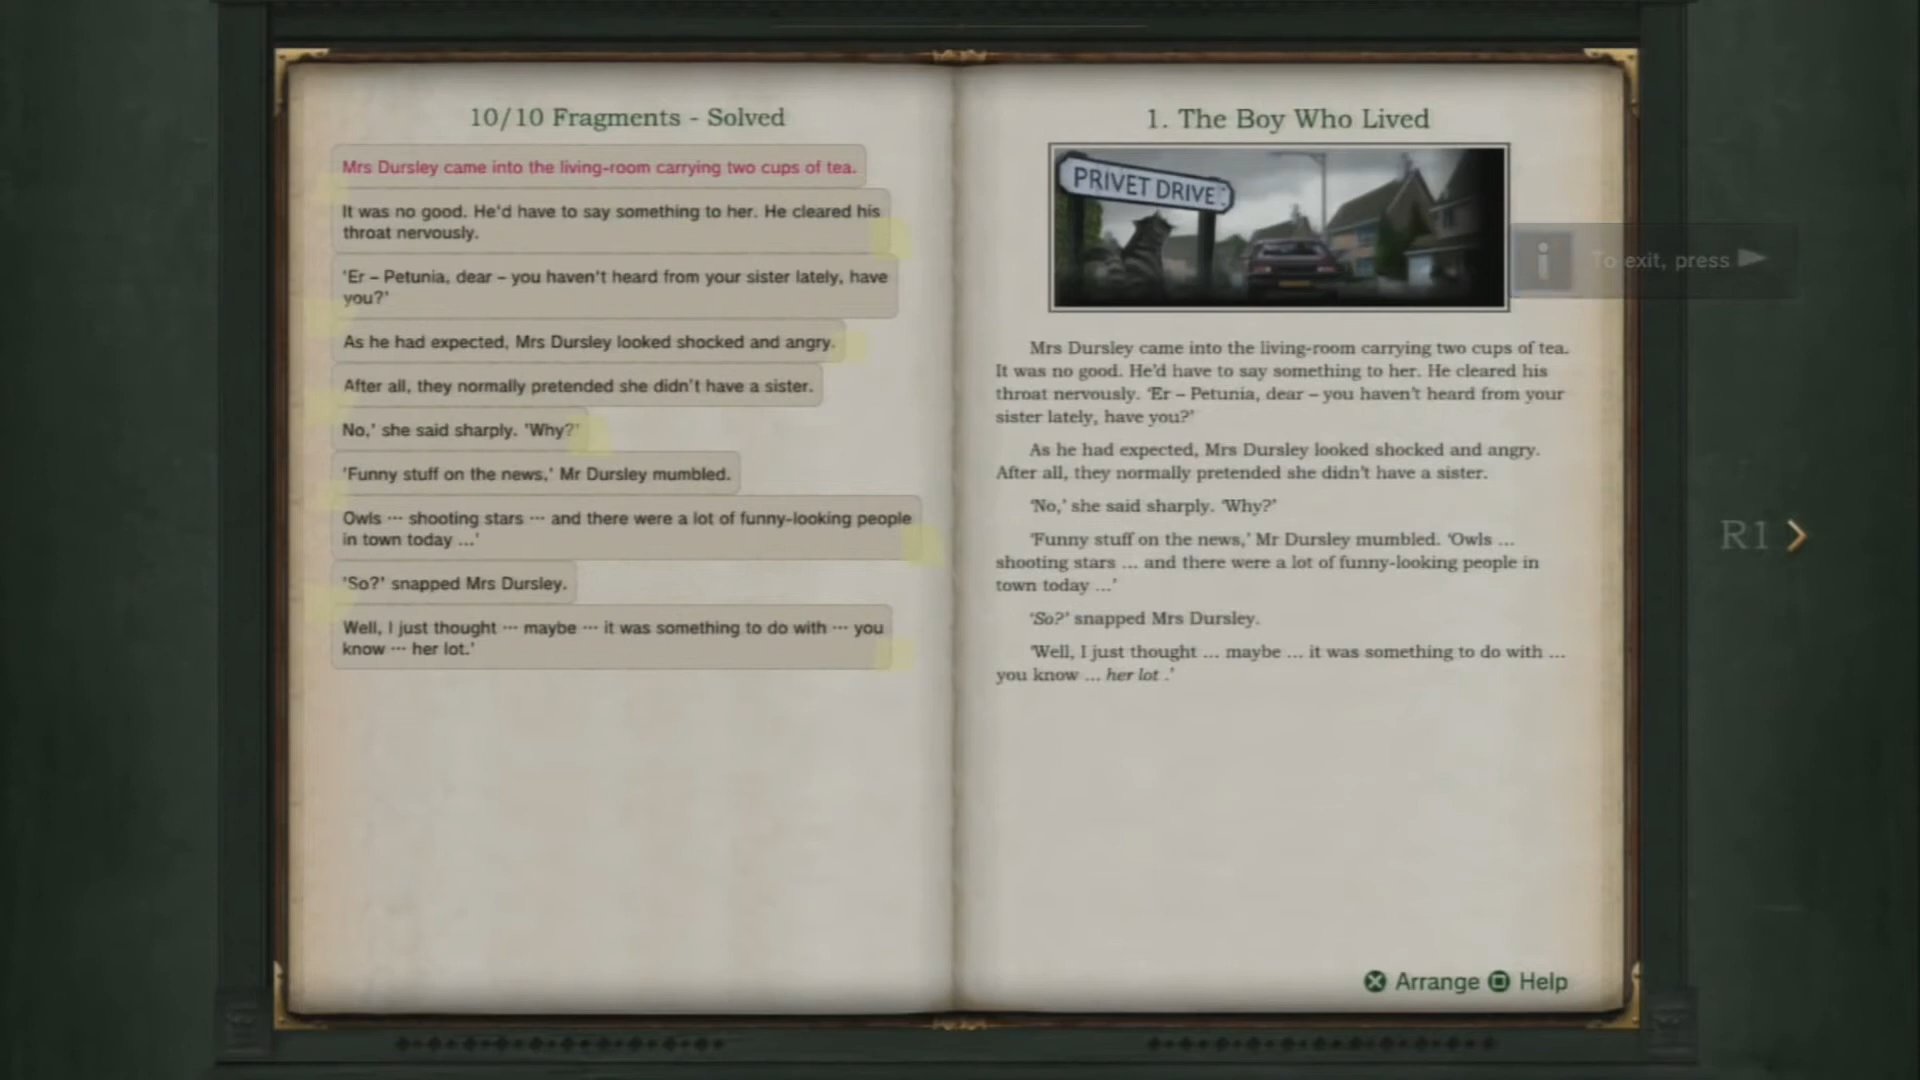 10/10 Fragments - Solved
Mrs Dursley came into the living-room carrying two cups of tea.
It was no good. He'd have to say something to her. He cleared his
throat nervously.
'Er – Petunia, dear – you haven't heard from your sister lately, have
you?'
As he had expected, Mrs Dursley looked shocked and angry.
After all, they normally pretended she didn't have a sister.
No,' she said sharply. 'Why?'
'Funny stuff on the news,' Mr Dursley mumbled.
Owls ··· shooting stars ··· and there were a lot of funny-looking people
in town today ...'
'So?' snapped Mrs Dursley.
Well, I just thought ··· maybe ··· it was something to do with ··· you
know ··· her lot.'
1. The Boy Who Lived
PRIVET DRIVE
Mrs Dursley came into the living-room carrying two cups of tea.
It was no good. He'd have to say something to her. He cleared his
throat nervously. 'Er – Petunia, dear – you haven't heard from your
sister lately, have you?'
As he had expected, Mrs Dursley looked shocked and angry.
After all, they normally pretended she didn't have a sister.
'No,' she said sharply. 'Why?'
'Funny stuff on the news,' Mr Dursley mumbled. 'Owls ...
shooting stars ... and there were a lot of funny-looking people in
town today ...'
'So?' snapped Mrs Dursley.
'Well, I just thought ... maybe ... it was something to do with ...
you know ... her lot .'
Arrange Help
i To exit, press
R1